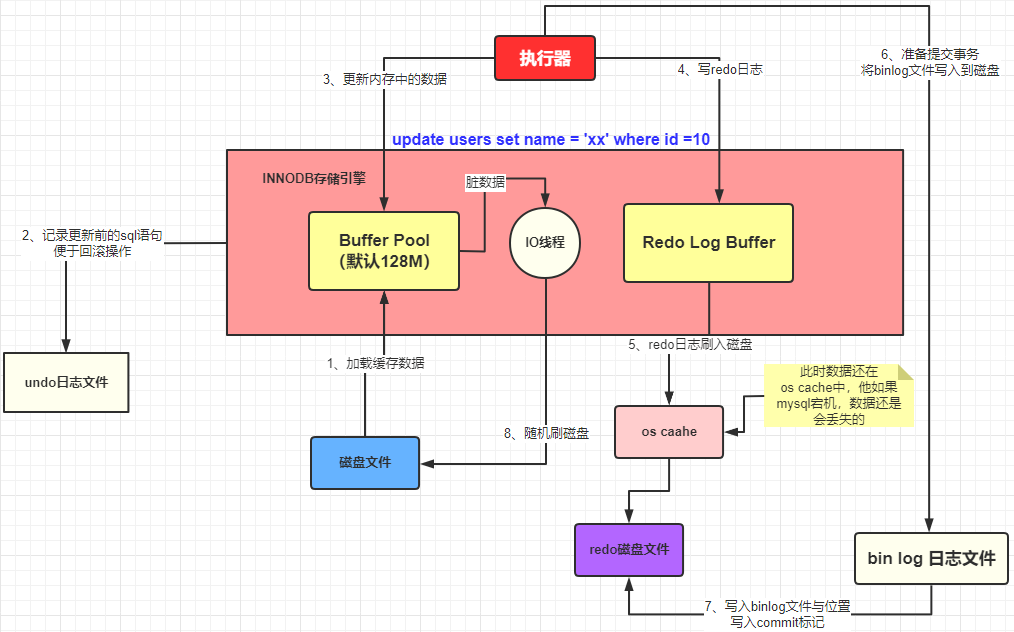 执行器
6、准备提交事务
将binlog文件写入到磁盘
3、更新内存中的数据
4、写redo日志
update users set name = 'xx' where id =10
INNODB存储引擎
脏数据
2、记录更新前的sql语句
便于回滚操作
Buffer Pool
（默认128M）
IO线程
Redo Log Buffer
1、加载缓存数据
5、redo日志刷入磁盘
undo日志文件
此时数据还在
os cache中，他如果
mysql宕机，数据还是
会丢失的
8、随机刷磁盘
os caahe
磁盘文件
redo磁盘文件
bin log 日志文件
7、写入binlog文件与位置
写入commit标记